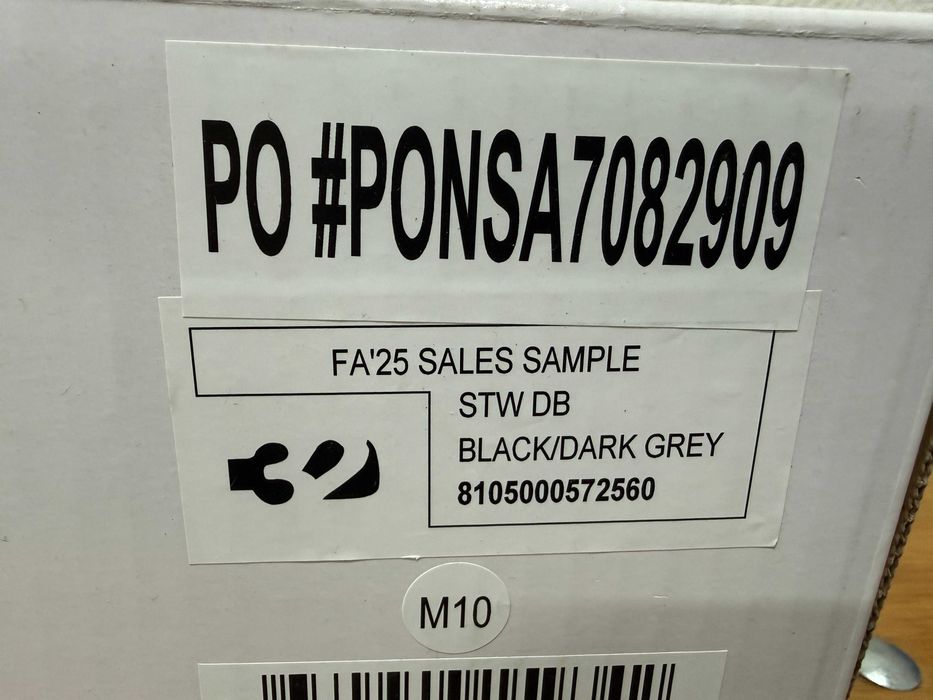 PO #PONSA7082909
FA'25 SALES SAMPLE
STW DB
BLACK/DARK GREY
8105000572560
M10